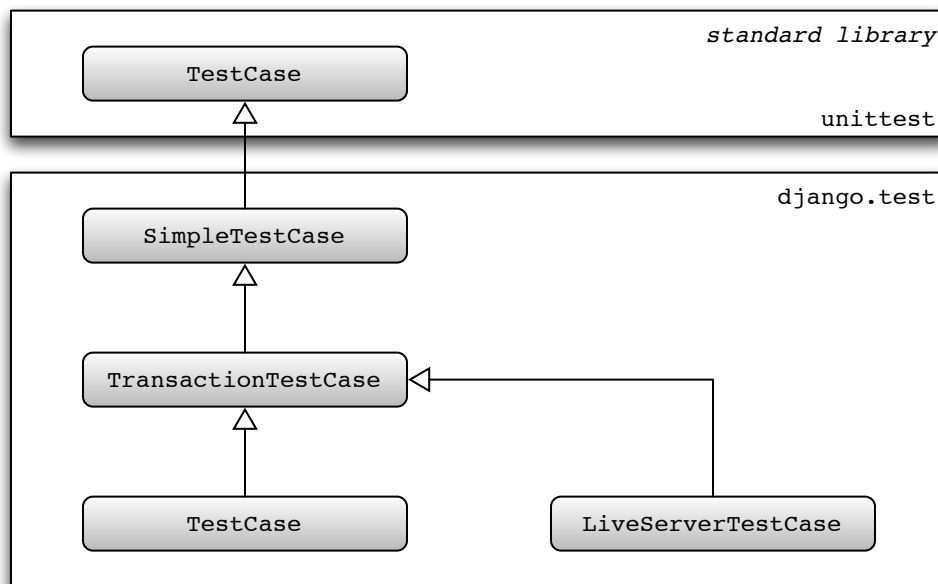 standard library
TestCase
unittest
django.test
SimpleTestCase
TransactionTestCase
TestCase
LiveServerTestCase